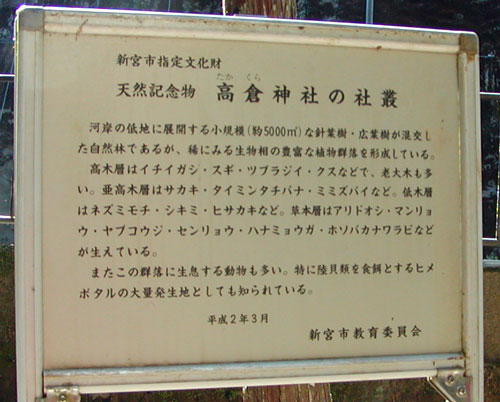 新宮市指定文化財
たか くら
天然記念物 高倉神社の社叢
河岸の低地に展開する小規模(約5000㎡)な針葉樹・広葉樹が混交し
た自然林であるが、稀にみる生物相の豊富な植物群落を形成している。
高木層はイチイガシ・スギ・ツブラジイ・クスなどで、老大木も多
い。亜高木層はサカキ・タイミンタチバナ・ミミズバイなど。低木層
はネズミモチ・シキミ・ヒサカキなど。草本層はアリドオシ・マンリョ
ウ・ヤブコウジ・センリョウ・ハナミョウガ・ホソバカナワラビなど
が生えている。
またこの群落に生息する動物も多い。特に陸貝類を食餌とするヒメ
ボタルの大量発生地としても知られている。
平成2年3月
新宮市教育委員会